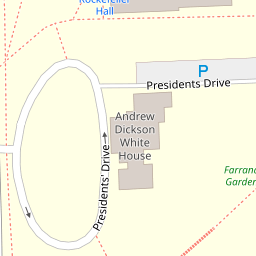 Rockefeller
Hall
P
Presidents Drive
Andrew
Dickson
White
House
Presidents' Drive
Farrand
Garden